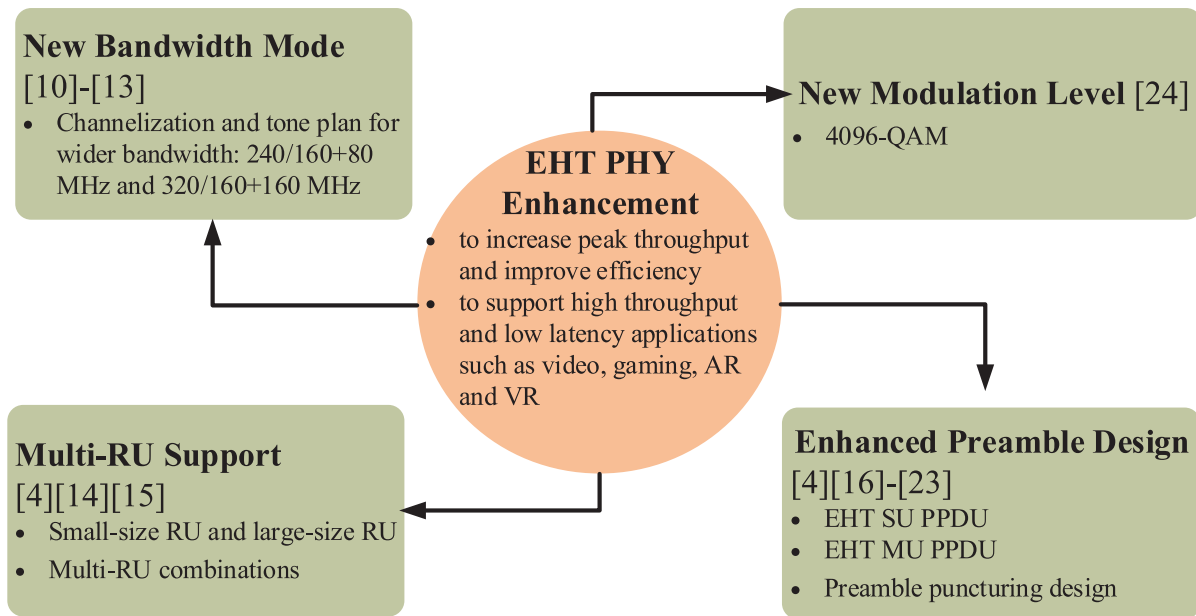 New Bandwidth Mode
[10]-[13]
• Channelization and tone plan for
wider bandwidth: 240/160+80
MHz and 320/160+160 MHz
New Modulation Level [24]
• 4096-QAM
EHT PHY
Enhancement
• to increase peak throughput
and improve efficiency
• to support high throughput
and low latency applications
such as video, gaming, AR
and VR
Multi-RU Support
[4][14][15]
• Small-size RU and large-size RU
• Multi-RU combinations
Enhanced Preamble Design
[4][16]-[23]
• EHT SU PPDU
• EHT MU PPDU
• Preamble puncturing design